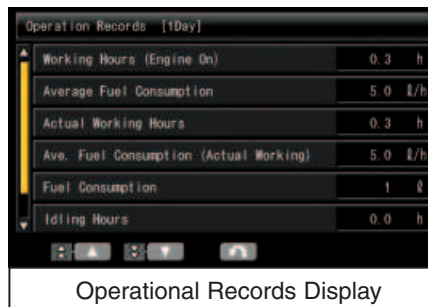 Operation Records [1Day]
Working Hours (Engine On) 0.3 h
Average Fuel Consumption 5.0 ℓ/h
Actual Working Hours 0.3 h
Ave. Fuel Consumption (Actual Working) 5.0 ℓ/h
Fuel Consumption 1 ℓ
Idling Hours 0.0 h
Operational Records Display